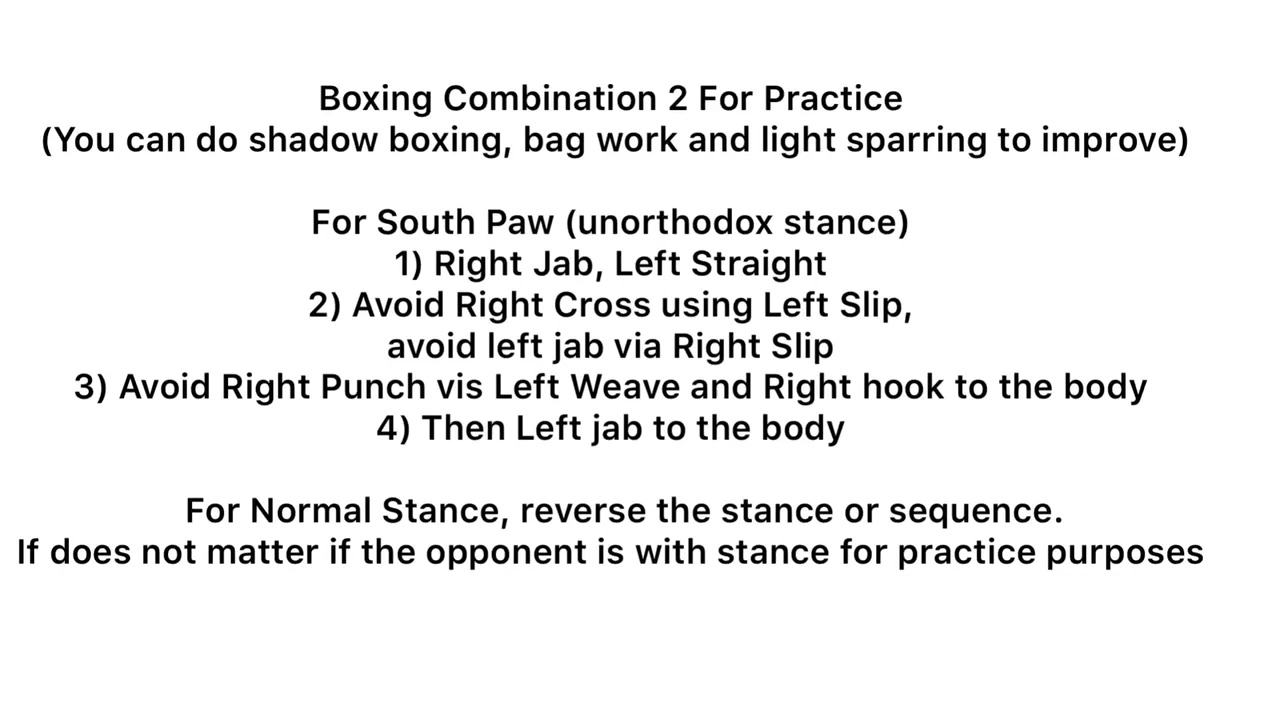 Boxing Combination 2 For Practice
(You can do shadow boxing, bag work and light sparring to improve)
For South Paw (unorthodox stance)
1) Right Jab, Left Straight
2) Avoid Right Cross using Left Slip,
avoid left jab via Right Slip
3) Avoid Right Punch vis Left Weave and Right hook to the body
4) Then Left jab to the body
For Normal Stance, reverse the stance or sequence.
If does not matter if the opponent is with stance for practice purposes